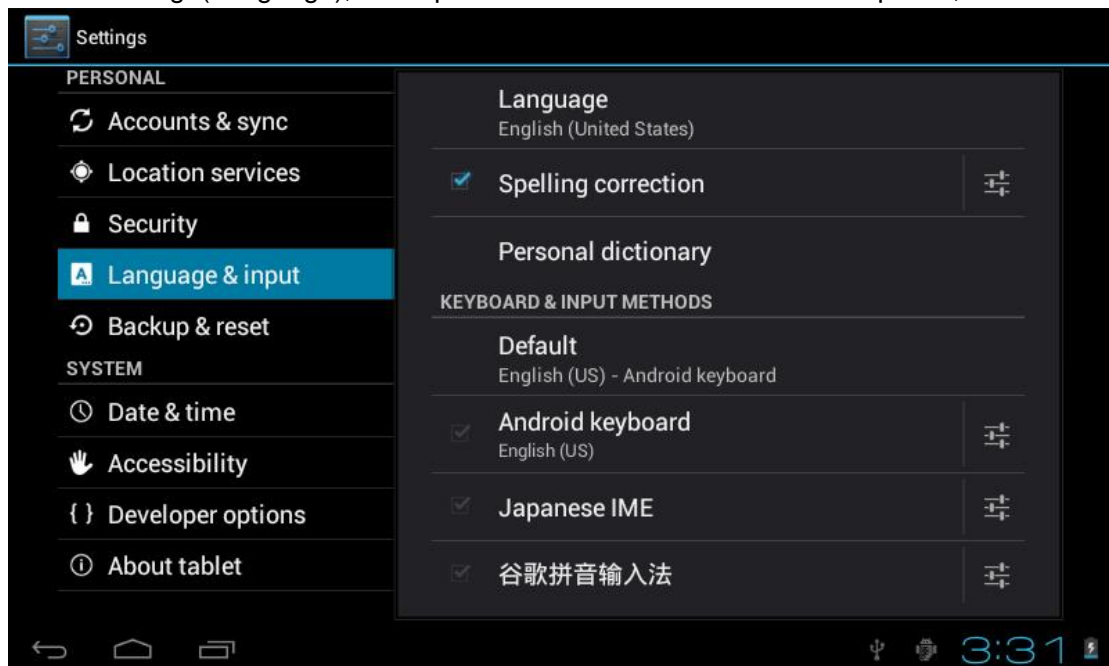 Settings
PERSONAL
Accounts & sync
Location services
Security
Language & input
Backup & reset
SYSTEM
Date & time
Accessibility
{ } Developer options
About tablet
Language
English (United States)
Spelling correction
Personal dictionary
KEYBOARD & INPUT METHODS
Default
English (US) - Android keyboard
Android keyboard
English (US)
Japanese IME
谷歌拼音输入法
3:31